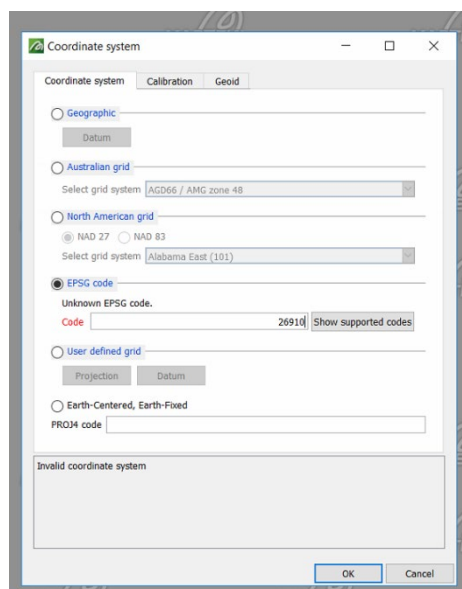 Coordinate system
Coordinate system Calibration Geoid
Geographic
Datum
Australian grid
Select grid system AGD66 / AMG zone 48
North American grid
NAD 27 NAD 83
Select grid system Alabama East (101)
EPSG code
Unknown EPSG code.
Code 26910 Show supported codes
User defined grid
Projection Datum
Earth-Centered, Earth-Fixed
PROJ4 code
Invalid coordinate system
OK Cancel